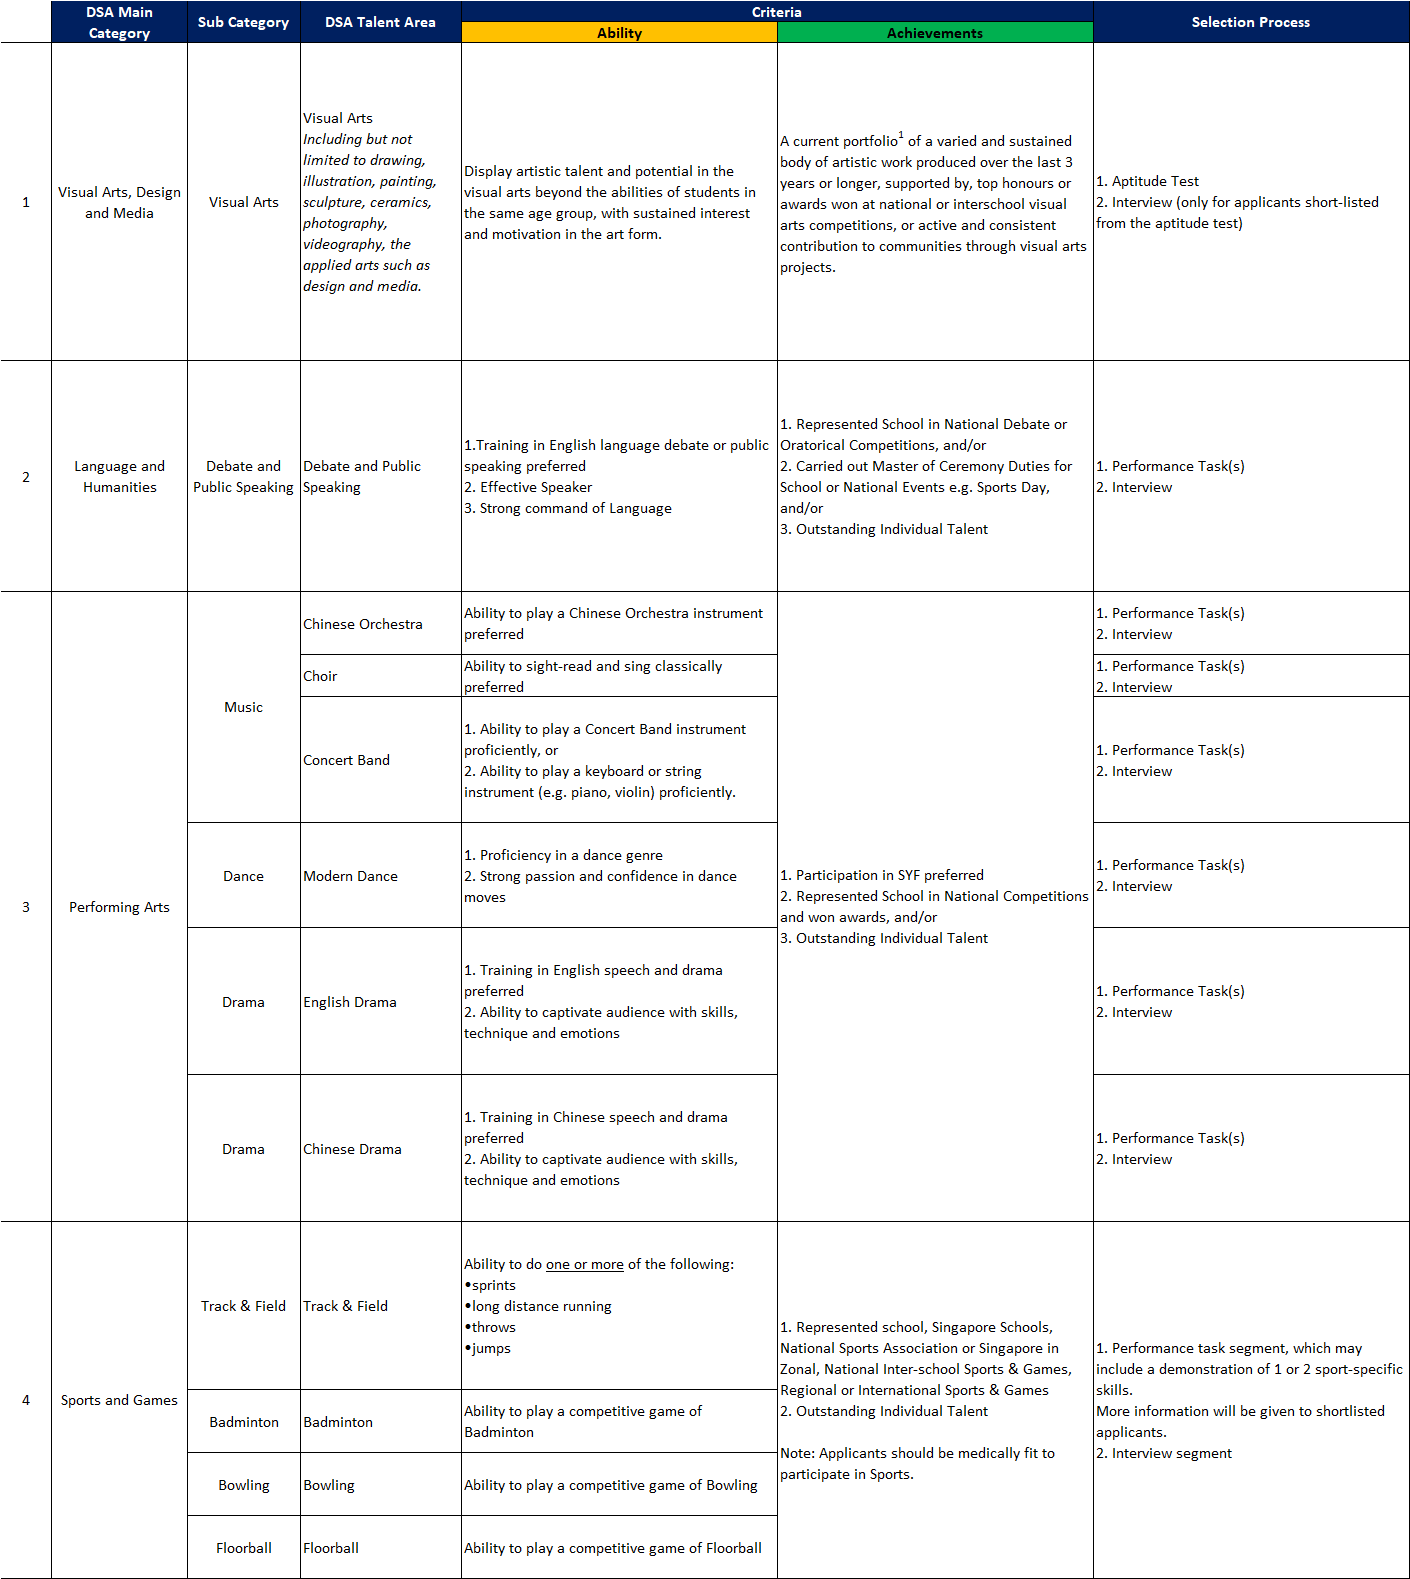 DSA Main
Category
Sub Category
DSA Talent Area
Criteria
Ability
Achievements
Selection Process
1
Visual Arts, Design
and Media
Visual Arts
Visual Arts
Including but not
limited to drawing,
illustration, painting,
sculpture, ceramics,
photography,
videography, the
applied arts such as
design and media.
Display artistic talent and potential in the
visual arts beyond the abilities of students in
the same age group, with sustained interest
and motivation in the art form.
A current portfolio1 of a varied and sustained
body of artistic work produced over the last 3
years or longer, supported by, top honours or
awards won at national or interschool visual
arts competitions, or active and consistent
contribution to communities through visual arts
projects.
1. Aptitude Test
2. Interview (only for applicants short-listed
from the aptitude test)
2
Language and
Humanities
Debate and
Public Speaking
Debate and Public
Speaking
1.Training in English language debate or public
speaking preferred
2. Effective Speaker
3. Strong command of Language
1. Represented School in National Debate or
Oratorical Competitions, and/or
2. Carried out Master of Ceremony Duties for
School or National Events e.g. Sports Day,
and/or
3. Outstanding Individual Talent
1. Performance Task(s)
2. Interview
3
Performing Arts
Music
Chinese Orchestra
Ability to play a Chinese Orchestra instrument
preferred
1. Performance Task(s)
2. Interview
Choir
Ability to sight-read and sing classically
preferred
1. Performance Task(s)
2. Interview
Concert Band
1. Ability to play a Concert Band instrument
proficiently, or
2. Ability to play a keyboard or string
instrument (e.g. piano, violin) proficiently.
1. Performance Task(s)
2. Interview
Dance
Modern Dance
1. Proficiency in a dance genre
2. Strong passion and confidence in dance
moves
1. Participation in SYF preferred
2. Represented School in National Competitions
and won awards, and/or
3. Outstanding Individual Talent
1. Performance Task(s)
2. Interview
Drama
English Drama
1. Training in English speech and drama
preferred
2. Ability to captivate audience with skills,
technique and emotions
1. Performance Task(s)
2. Interview
Drama
Chinese Drama
1. Training in Chinese speech and drama
preferred
2. Ability to captivate audience with skills,
technique and emotions
1. Performance Task(s)
2. Interview
4
Sports and Games
Track & Field
Track & Field
Ability to do one or more of the following:
•sprints
•long distance running
•throws
•jumps
1. Represented school, Singapore Schools,
National Sports Association or Singapore in
Zonal, National Inter-school Sports & Games,
Regional or International Sports & Games
2. Outstanding Individual Talent
Note: Applicants should be medically fit to
participate in Sports.
1. Performance task segment, which may
include a demonstration of 1 or 2 sport-specific
skills.
More information will be given to shortlisted
applicants.
2. Interview segment
Badminton
Badminton
Ability to play a competitive game of
Badminton
Bowling
Bowling
Ability to play a competitive game of Bowling
Floorball
Floorball
Ability to play a competitive game of Floorball